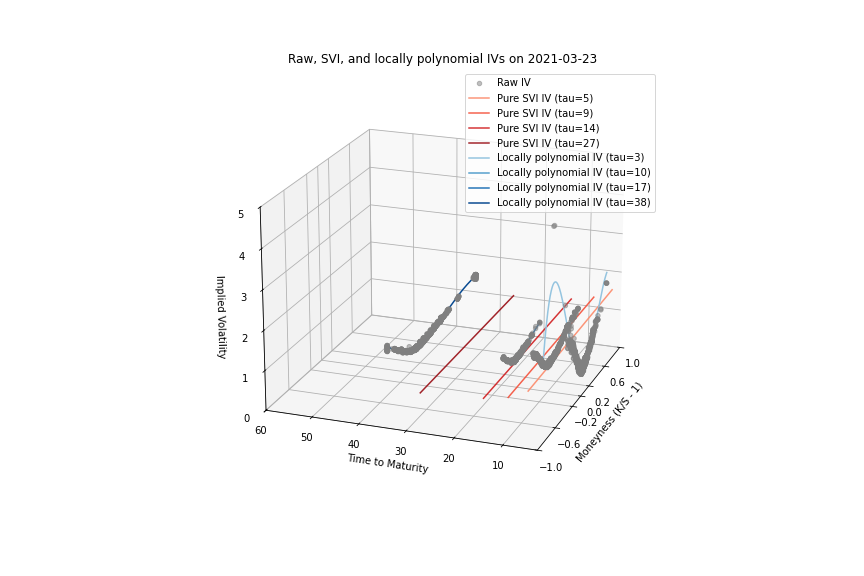 Raw, SVI, and locally polynomial IVs on 2021-03-23
Raw IV
Pure SVI IV (tau=5)
Pure SVI IV (tau=9)
Pure SVI IV (tau=14)
Pure SVI IV (tau=27)
Locally polynomial IV (tau=3)
Locally polynomial IV (tau=10)
Locally polynomial IV (tau=17)
Locally polynomial IV (tau=38)
5
4
3
2
1
0
Implied Volatility
60
50
40
30
20
10
Time to Maturity
1.0
0.6
0.2
0.0
−0.2
−0.6
−1.0
Moneyness (K/S - 1)